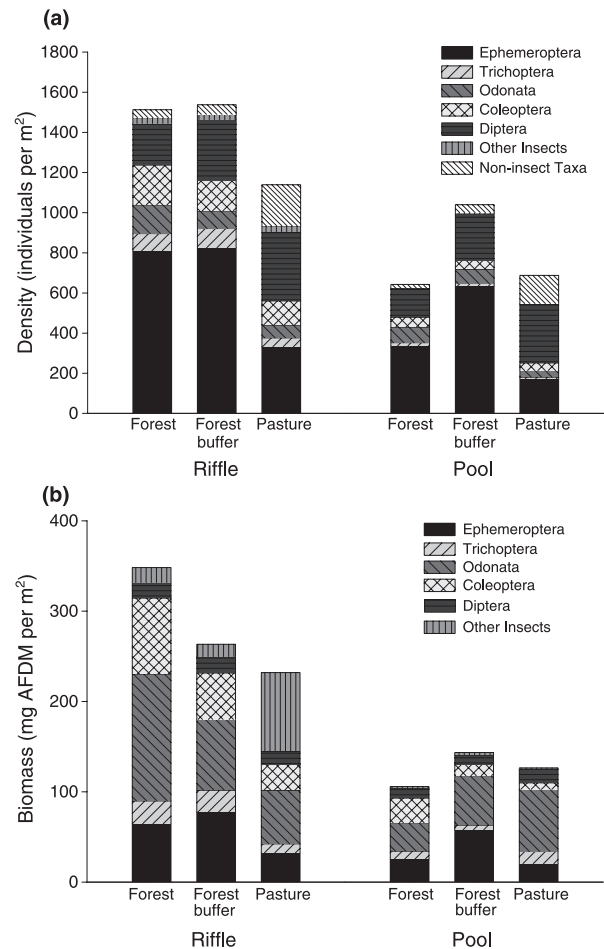 (a)
Density (individuals per m²)
1800
1600
1400
1200
1000
800
600
400
200
0
Ephemeroptera
Trichoptera
Odonata
Coleoptera
Diptera
Other Insects
Non-insect Taxa
Forest
Forest
buffer
Pasture
Forest
Forest
buffer
Pasture
Riffle
Pool
(b)
Biomass (mg AFDM per m²)
400
300
200
100
0
Ephemeroptera
Trichoptera
Odonata
Coleoptera
Diptera
Other Insects
Forest
Forest
buffer
Pasture
Forest
Forest
buffer
Pasture
Riffle
Pool